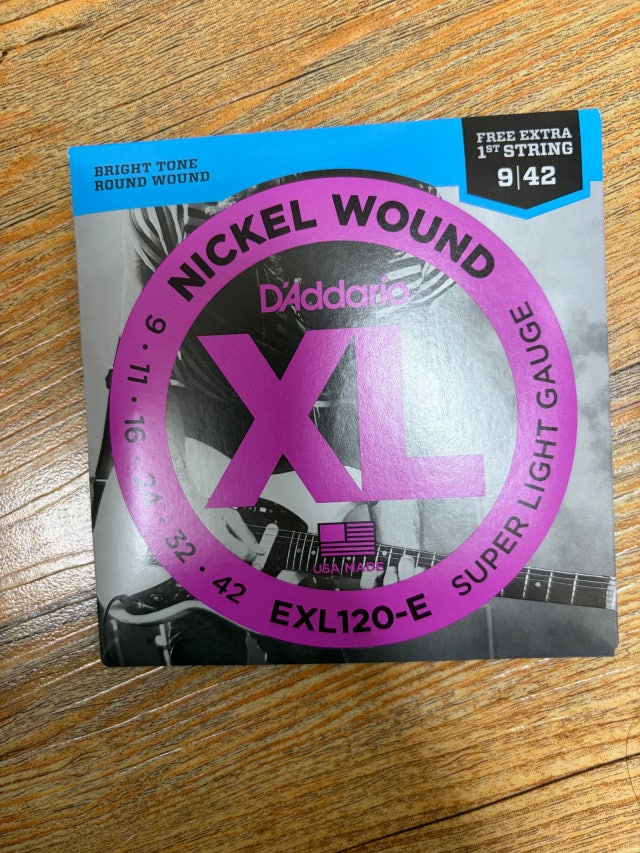 BRIGHT TONE
ROUND WOUND
FREE EXTRA
1ST STRING
9|42
NICKEL WOUND
D'Addario
XL
9 · 11 · 16 · 24 · 32 · 42
USA MADE
EXL120-E
SUPER LIGHT GAUGE